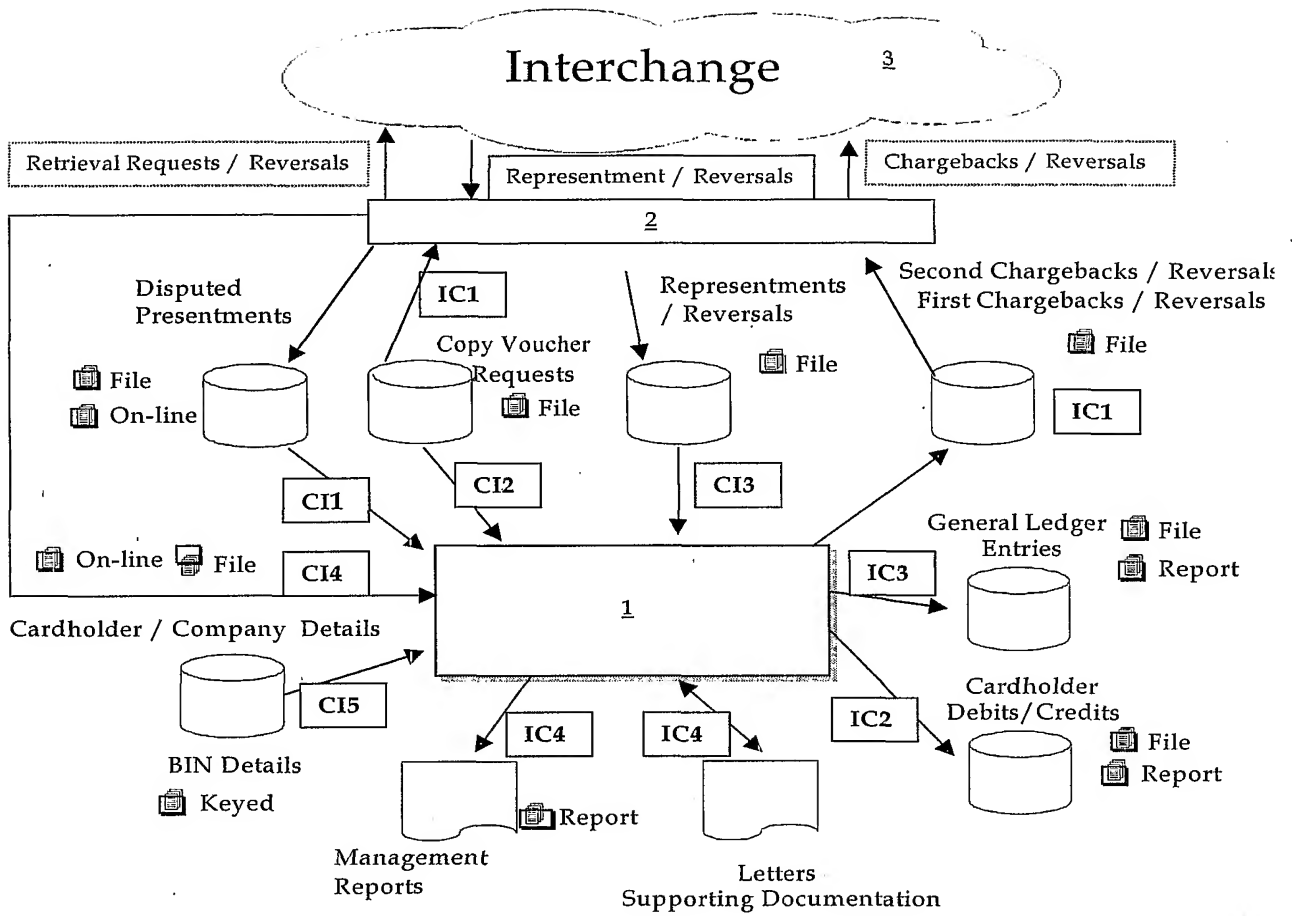 Interchange
3
Retrieval Requests / Reversals
Representment / Reversals
Chargebacks / Reversals
2
Disputed
Presentments
IC1
Representments
/ Reversals
Second Chargebacks / Reversals
First Chargebacks / Reversals
File
File
On-line
Copy Voucher
Requests
File
File
IC1
CI1
CI2
CI3
On-line
File
CI4
1
IC3
General Ledger
Entries
File
Report
Cardholder / Company Details
CI5
BIN Details
Keyed
IC4
IC4
IC2
Cardholder
Debits/Credits
File
Report
Report
Management
Reports
Letters
Supporting Documentation